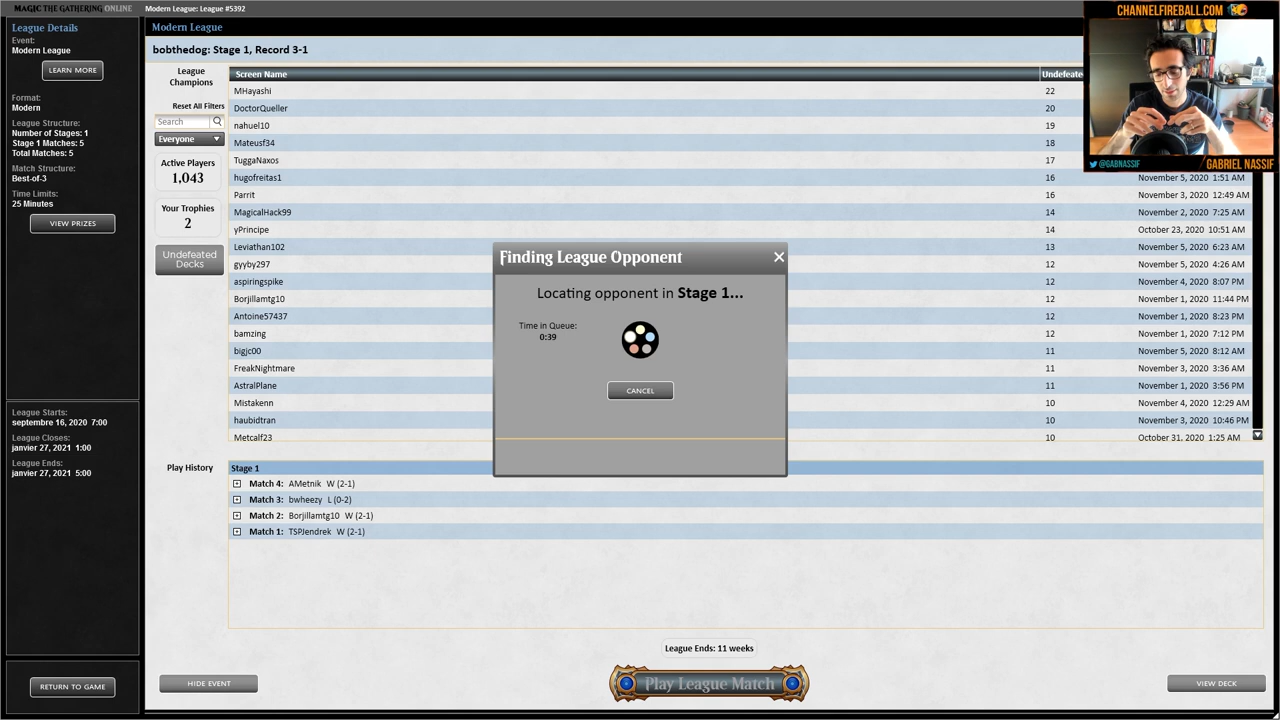 MAGIC THE GATHERING ONLINE
Modern League: League #5392
League Details
Event:
Modern League
LEARN MORE
Format:
Modern
League Structure:
Number of Stages: 1
Stage 1 Matches: 5
Total Matches: 5
Match Structure:
Best-of-3
Time Limits:
25 Minutes
VIEW PRIZES
League Starts:
septembre 16, 2020 7:00
League Closes:
janvier 27, 2021 1:00
League Ends:
janvier 27, 2021 5:00
RETURN TO GAME
Modern League
bobthedog: Stage 1, Record 3-1
League
Champions
Reset All Filters
Search
Everyone
Active Players
1,043
Your Trophies
2
Undefeated
Decks
Screen Name Undefeate
MHayashi 22
DoctorQueller 20
nahuel10 19
Mateusf34 18
TuggaNaxos 17
hugofreitas1 16 November 5, 2020 1:51 AM
Parrit 16 November 3, 2020 12:49 AM
MagicalHack99 14 November 2, 2020 7:25 AM
yPrincipe 14 October 23, 2020 10:51 AM
Leviathan102 13 November 5, 2020 6:23 AM
gyyby297 12 November 5, 2020 4:26 AM
aspiringspike 12 November 4, 2020 8:07 PM
Borjillamtg10 12 November 1, 2020 11:44 PM
Antoine57437 12 November 1, 2020 8:23 PM
bamzing 12 November 1, 2020 7:12 PM
bigjc00 11 November 5, 2020 8:12 AM
FreakNightmare 11 November 3, 2020 3:36 AM
AstralPlane 11 November 1, 2020 3:56 PM
Mistakenn 10 November 4, 2020 12:29 AM
haubidtran 10 November 3, 2020 10:46 PM
Metcalf23 10 October 31, 2020 1:25 AM
Finding League Opponent
Locating opponent in Stage 1...
Time in Queue:
0:39
CANCEL
Play History
Stage 1
Match 4: AMetnik W (2-1)
Match 3: bwheezy L (0-2)
Match 2: Borjillamtg10 W (2-1)
Match 1: TSPJendrek W (2-1)
League Ends: 11 weeks
HIDE EVENT
Play League Match
VIEW DECK
CHANNELFIREBALL.COM
@GABNASSIF
GABRIEL NASSIF